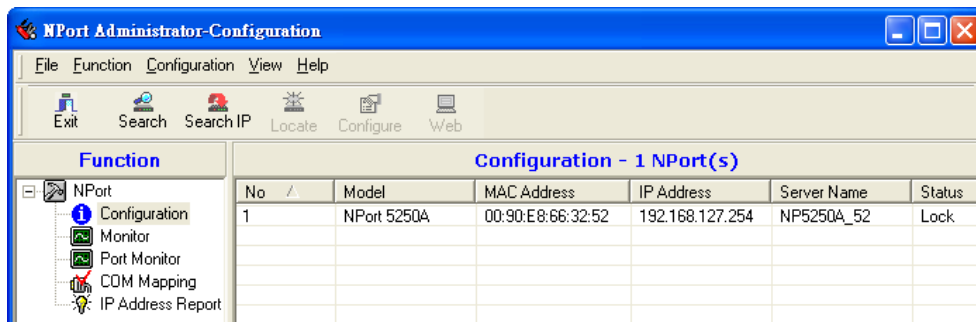 NPort Administrator-Configuration
File Function Configuration View Help
Exit Search Search IP Locate Configure Web
Function
Configuration - 1 NPort(s)
NPort
Configuration
Monitor
Port Monitor
COM Mapping
IP Address Report
No Model MAC Address IP Address Server Name Status
1 NPort 5250A 00:90:E8:66:32:52 192.168.127.254 NP5250A_52 Lock